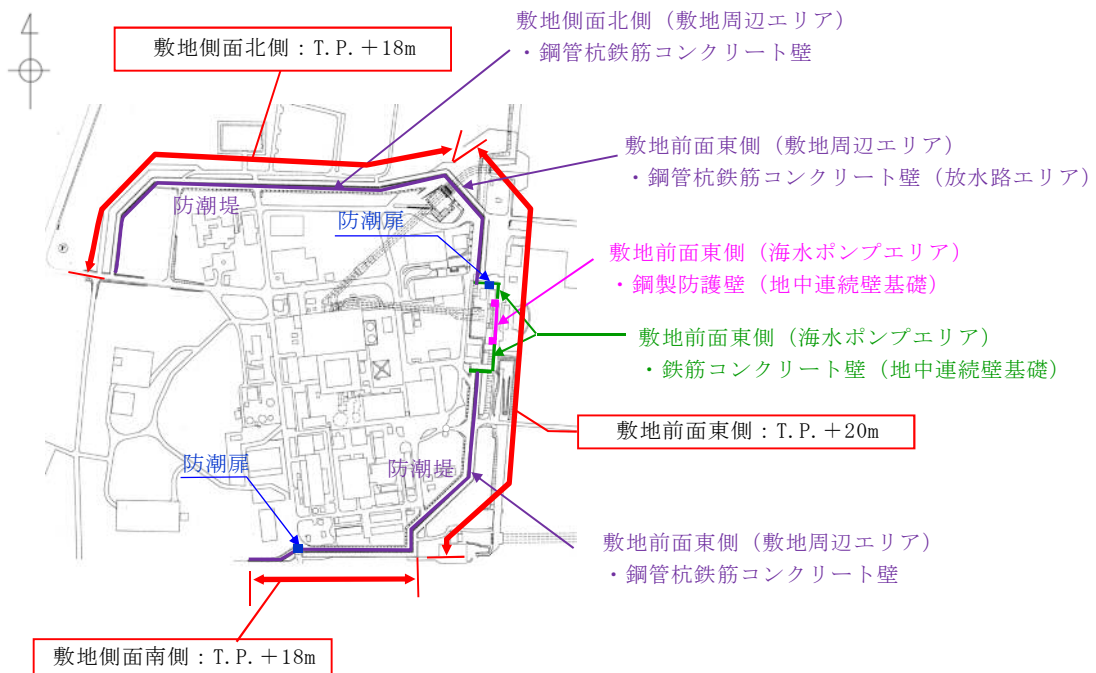 敷地側面北側（敷地周辺エリア）
・鋼管杭鉄筋コンクリート壁
敷地側面北側：T.P.＋18m
敷地前面東側（敷地周辺エリア）
・鋼管杭鉄筋コンクリート壁（放水路エリア）
防潮堤
防潮扉
敷地前面東側（海水ポンプエリア）
・鋼製防護壁（地中連続壁基礎）
敷地前面東側（海水ポンプエリア）
・鉄筋コンクリート壁（地中連続壁基礎）
敷地前面東側：T.P.＋20m
防潮扉
防潮堤
敷地前面東側（敷地周辺エリア）
・鋼管杭鉄筋コンクリート壁
敷地側面南側：T.P.＋18m